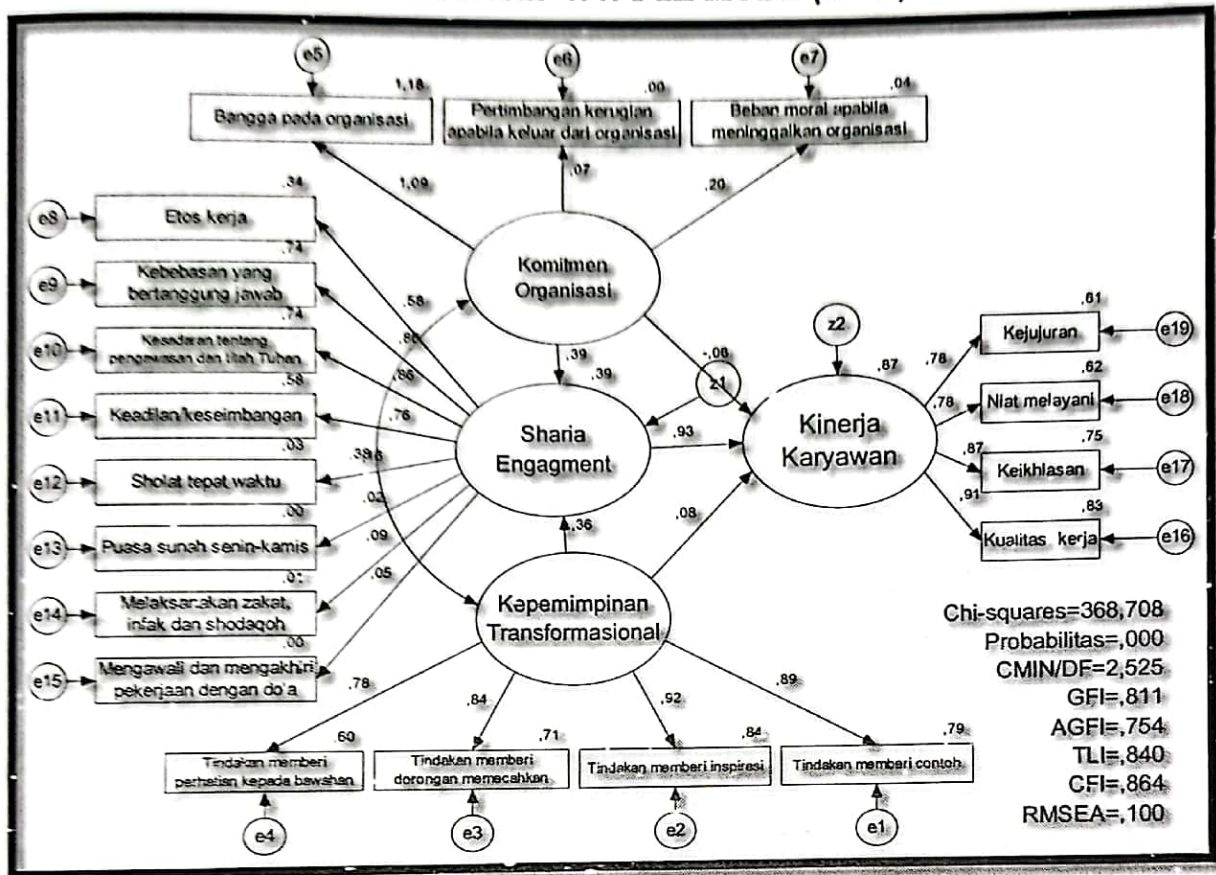 e5
e6
e7
1,18
.00
.04
Bangga pada organisasi
Pertimbangan kerugian
apabila keluar dari organisasi
Beban moral apabila
meninggalkan organisasi
1,09
.07
.20
.34
e8
Etos kerja
.74
e9
Kebebasan yang
bertanggung jawab
.74
e10
Kesadaran tentang
pengawasan dan titah Tuhan
.58
e11
Keadilan/keseimbangan
.03
e12
Sholat tepat waktu
.00
e13
Puasa sunah senin-kamis
e14
Melaksanakan zakat,
infak dan shodaqoh
.00
e15
Mengawali dan mengakhiri
pekerjaan dengan do'a
.58
.86
.86
.76
.02
.09
.05
Komitmen
Organisasi
.39
.39
z1
Sharia
Engagment
.93
.36
.08
Kepemimpinan
Transformasional
z2
.87
Kinerja
Karyawan
.78
.78
.87
.91
.61
Kejujuran
e19
.62
Niat melayani
e18
.75
Keikhlasan
e17
.83
Kualitas kerja
e16
.78
.84
.92
.89
.60
.71
.84
.79
Tindakan memberi
perhatian kepada bawahan
Tindakan memberi
dorongan memecahkan
Tindakan memberi inspirasi
Tindakan memberi contoh
e4
e3
e2
e1
Chi-squares=368,708
Probabilitas=,000
CMIN/DF=2,525
GFI=,811
AGFI=,754
TLI=,840
CFI=,864
RMSEA=,100